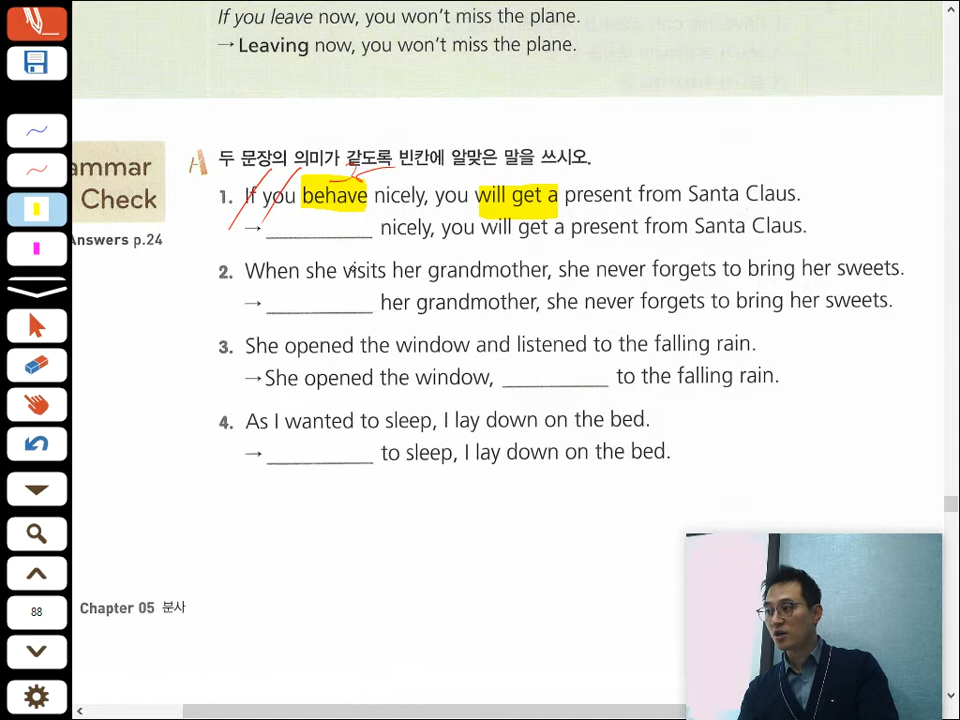 If you leave now, you won't miss the plane.
→ Leaving now, you won't miss the plane.
ammar
Check
Answers p.24
A 두 문장의 의미가 같도록 빈칸에 알맞은 말을 쓰시오.
1. If you behave nicely, you will get a present from Santa Claus.
→ __________ nicely, you will get a present from Santa Claus.
2. When she visits her grandmother, she never forgets to bring her sweets.
→ __________ her grandmother, she never forgets to bring her sweets.
3. She opened the window and listened to the falling rain.
→ She opened the window, __________ to the falling rain.
4. As I wanted to sleep, I lay down on the bed.
→ __________ to sleep, I lay down on the bed.
88
Chapter 05 분사